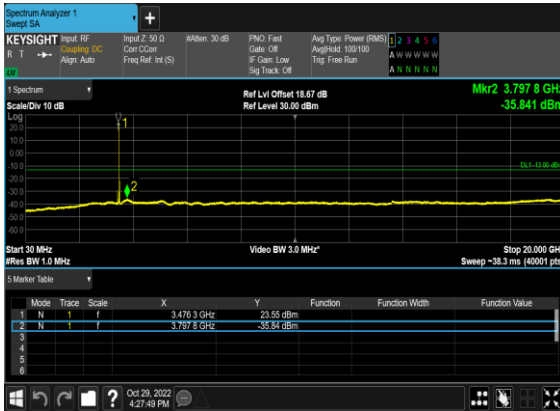 Spectrum Analyzer 1
Swept SA
+
KEYSIGHT Input: RF Input Z: 50 Ω #Atten: 30 dB PNO: Fast Avg Type: Power (RMS) 1 2 3 4 5 6
R T Coupling: DC Corr CCorr Gate: Off Avg|Hold: 100/100 A W W W W W
Align: Auto Freq Ref: Int (S) IF Gain: Low Trig: Free Run
Sig Track: Off A N N N N N
1 Spectrum Ref Lvl Offset 18.67 dB Mkr2 3.797 8 GHz
Scale/Div 10 dB Ref Level 30.00 dBm -35.841 dBm
Log
20.0
10.0
0.00
-10.0
-20.0
-30.0
-40.0
-50.0
-60.0
1
2
DL1 -13.00 dBm
Start 30 MHz Video BW 3.0 MHz* Stop 20.000 GHz
#Res BW 1.0 MHz Sweep ~38.3 ms (40001 pts)
5 Marker Table
Mode Trace Scale X Y Function Function Width Function Value
1 N 1 f 3.476 3 GHz 23.55 dBm
2 N 1 f 3.797 8 GHz -35.84 dBm
3
4
5
6
? Oct 29, 2022
4:27:49 PM